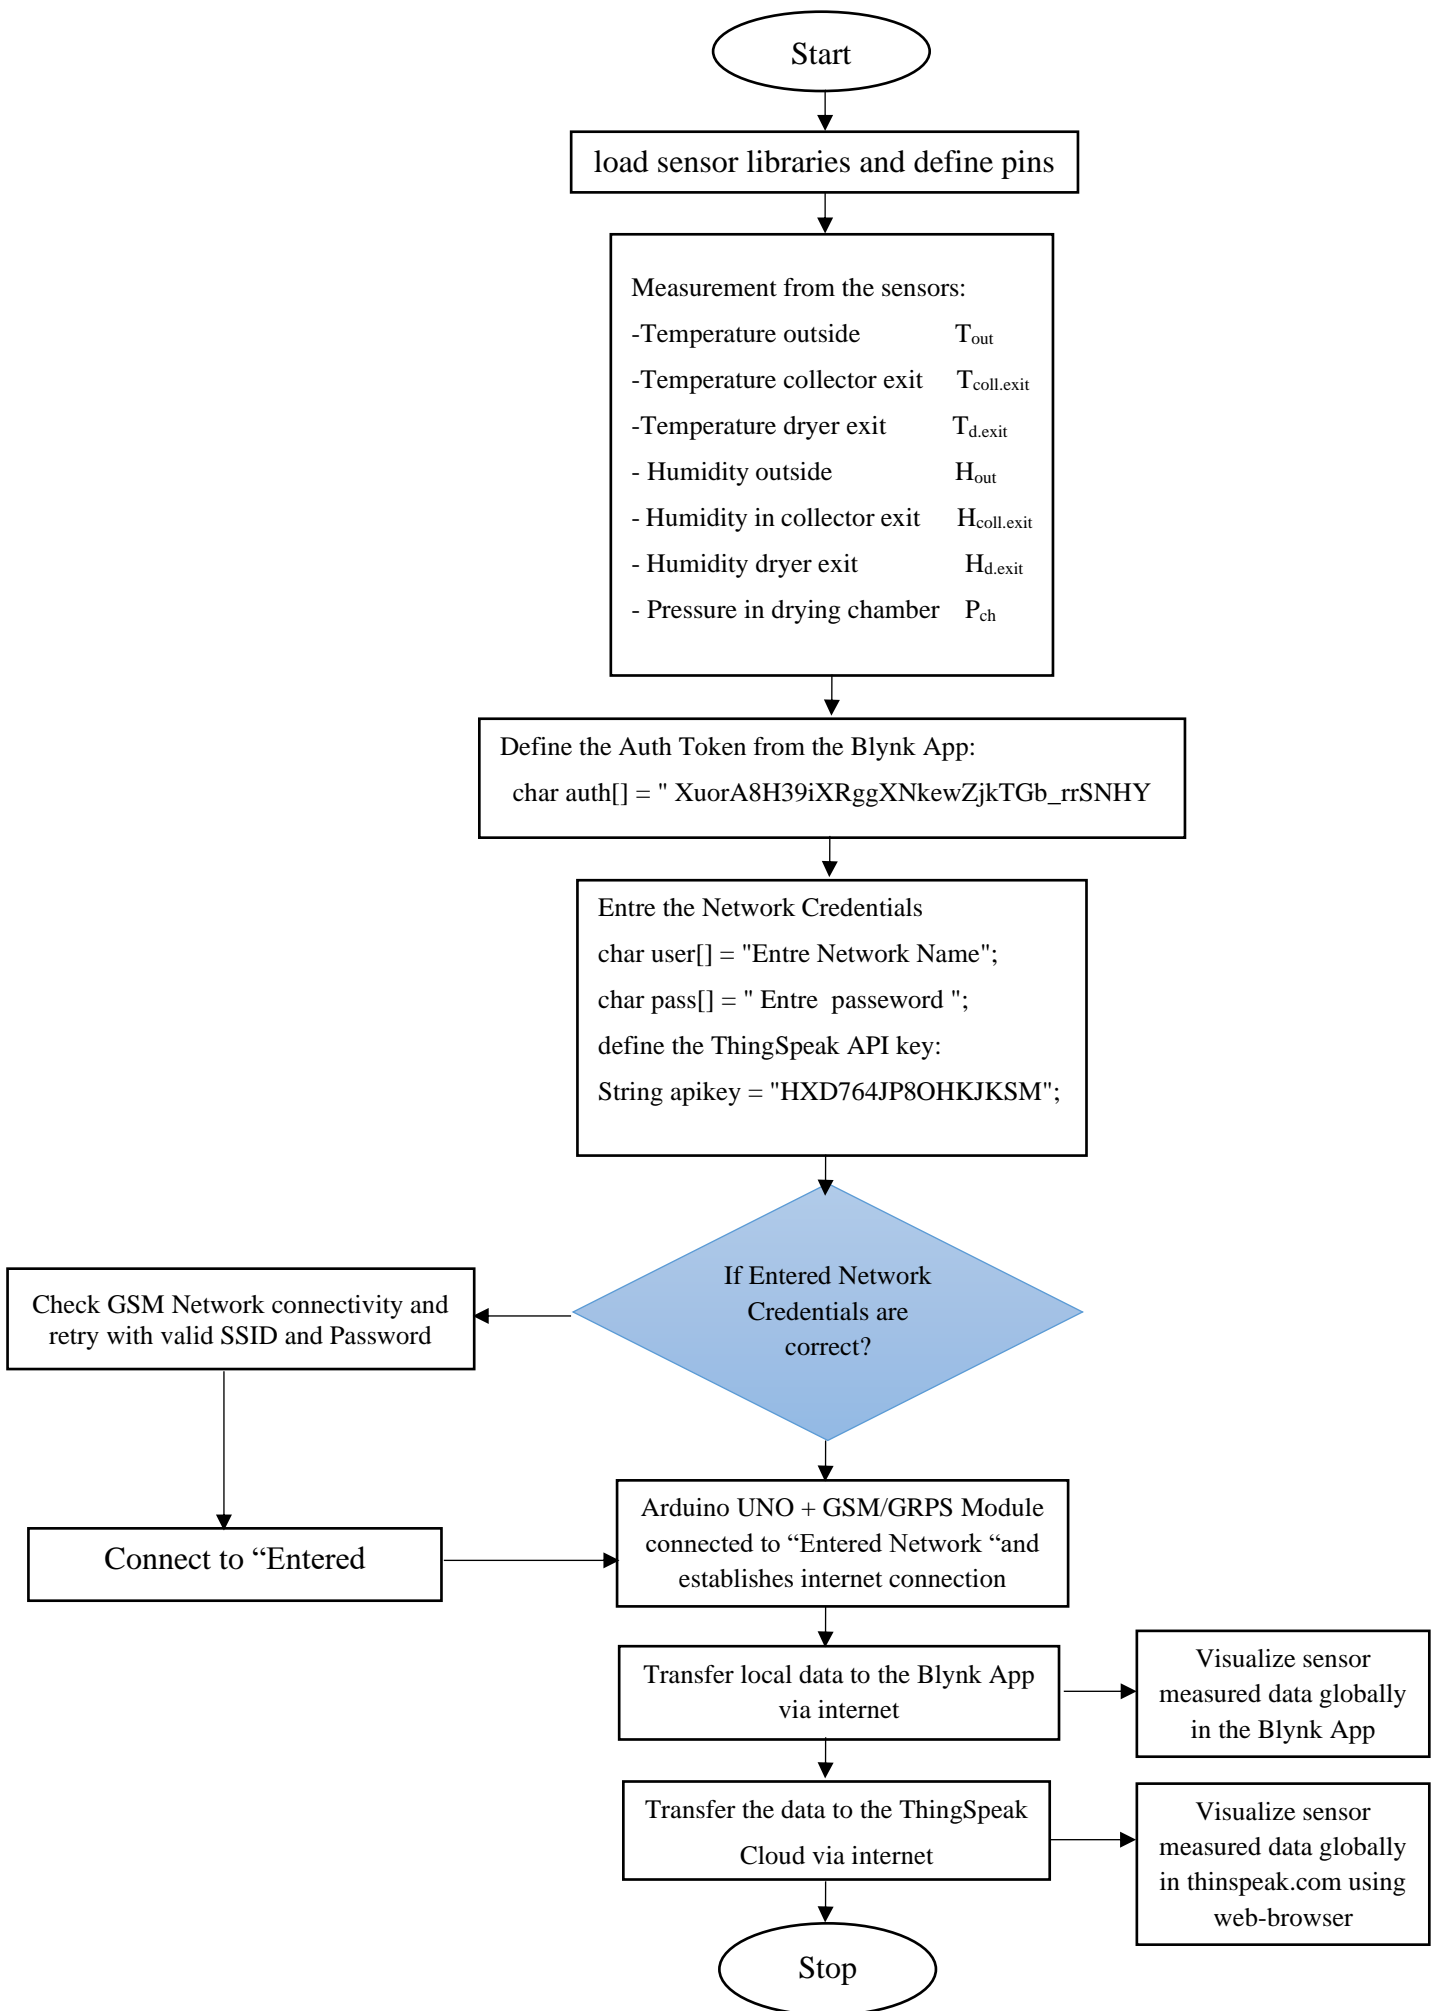 Start
load sensor libraries and define pins
Measurement from the sensors:
-Temperature outside Tout
-Temperature collector exit Tcoll.exit
-Temperature dryer exit Td.exit
- Humidity outside Hout
- Humidity in collector exit Hcoll.exit
- Humidity dryer exit Hd.exit
- Pressure in drying chamber Pch
Define the Auth Token from the Blynk App:
char auth[] = " XuorA8H39iXRggXNkewZjkTGb_rrSNHY
Entre the Network Credentials
char user[] = "Entre Network Name";
char pass[] = " Entre passeword ";
define the ThingSpeak API key:
String apikey = "HXD764JP8OHKJKSM";
If Entered Network
Credentials are
correct?
Check GSM Network connectivity and
retry with valid SSID and Password
Connect to “Entered
Arduino UNO + GSM/GRPS Module
connected to “Entered Network “and
establishes internet connection
Transfer local data to the Blynk App
via internet
Visualize sensor
measured data globally
in the Blynk App
Transfer the data to the ThingSpeak
Cloud via internet
Visualize sensor
measured data globally
in thinspeak.com using
web-browser
Stop